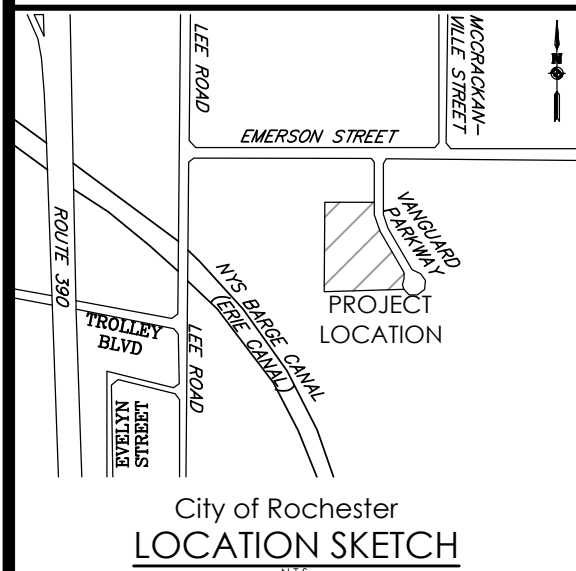 LEE ROAD
MCCRACKAN-
VILLE STREET
N
EMERSON STREET
VANGUARD
PARKWAY
ROUTE 390
NYS BARGE CANAL
(ERIE CANAL)
PROJECT
LOCATION
TROLLEY
BLVD
LEE ROAD
EVELYN
STREET
City of Rochester
LOCATION SKETCH
N.T.S.